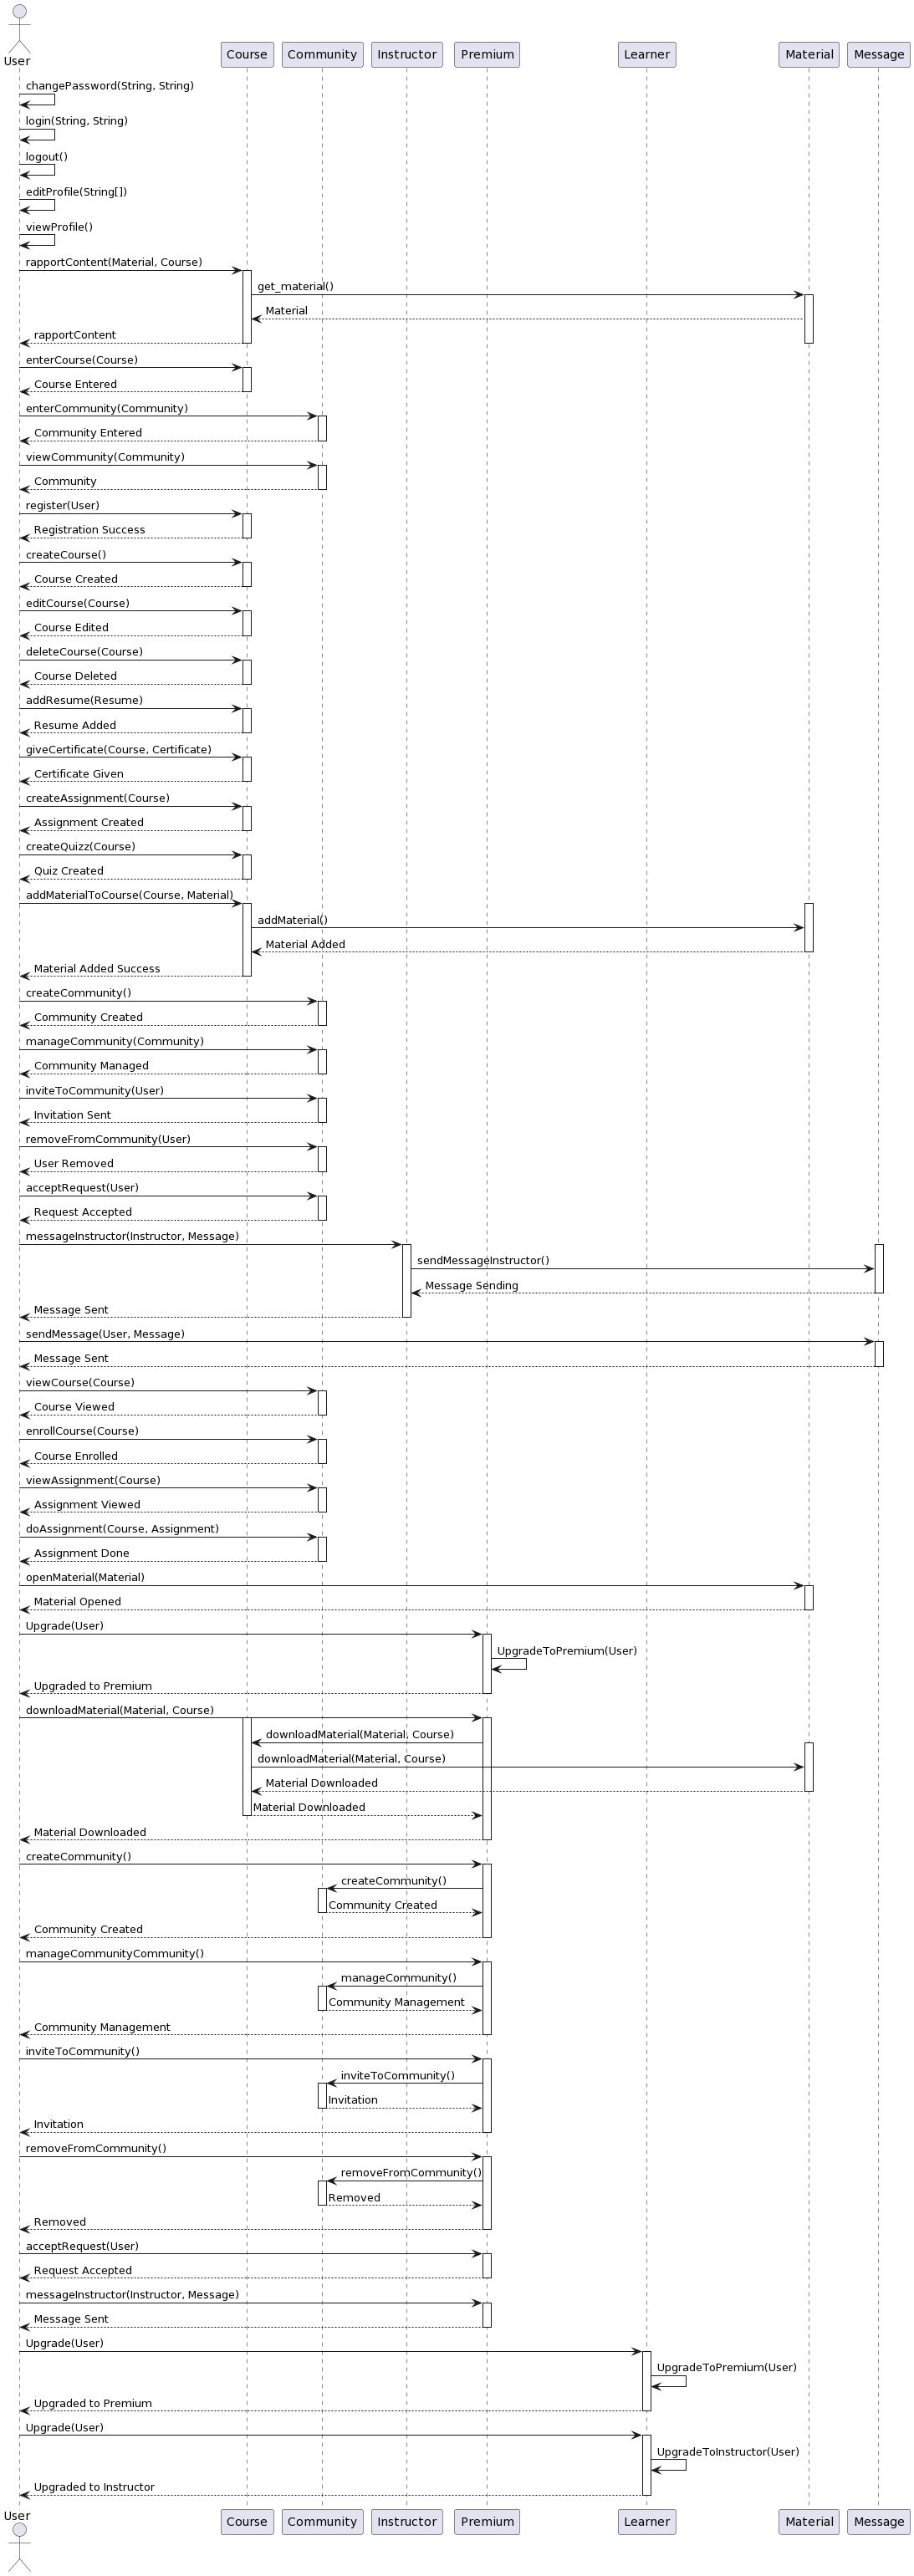 User
Course Community Instructor Premium Learner Material Message
changePassword(String, String)
login(String, String)
logout()
editProfile(String[])
viewProfile()
rapportContent(Material, Course)
get_material()
Material
rapportContent
enterCourse(Course)
Course Entered
enterCommunity(Community)
Community Entered
viewCommunity(Community)
Community
register(User)
Registration Success
createCourse()
Course Created
editCourse(Course)
Course Edited
deleteCourse(Course)
Course Deleted
addResume(Resume)
Resume Added
giveCertificate(Course, Certificate)
Certificate Given
createAssignment(Course)
Assignment Created
createQuizz(Course)
Quiz Created
addMaterialToCourse(Course, Material)
addMaterial()
Material Added
Material Added Success
createCommunity()
Community Created
manageCommunity(Community)
Community Managed
inviteToCommunity(User)
Invitation Sent
removeFromCommunity(User)
User Removed
acceptRequest(User)
Request Accepted
messageInstructor(Instructor, Message)
sendMessageInstructor()
Message Sending
Message Sent
sendMessage(User, Message)
Message Sent
viewCourse(Course)
Course Viewed
enrollCourse(Course)
Course Enrolled
viewAssignment(Course)
Assignment Viewed
doAssignment(Course, Assignment)
Assignment Done
openMaterial(Material)
Material Opened
Upgrade(User)
UpgradeToPremium(User)
Upgraded to Premium
downloadMaterial(Material, Course)
downloadMaterial(Material, Course)
downloadMaterial(Material, Course)
Material Downloaded
Material Downloaded
Material Downloaded
createCommunity()
createCommunity()
Community Created
Community Created
manageCommunityCommunity()
manageCommunity()
Community Management
Community Management
inviteToCommunity()
inviteToCommunity()
Invitation
Invitation
removeFromCommunity()
removeFromCommunity()
Removed
Removed
acceptRequest(User)
Request Accepted
messageInstructor(Instructor, Message)
Message Sent
Upgrade(User)
UpgradeToPremium(User)
Upgraded to Premium
Upgrade(User)
UpgradeToInstructor(User)
Upgraded to Instructor
User
Course Community Instructor Premium Learner Material Message